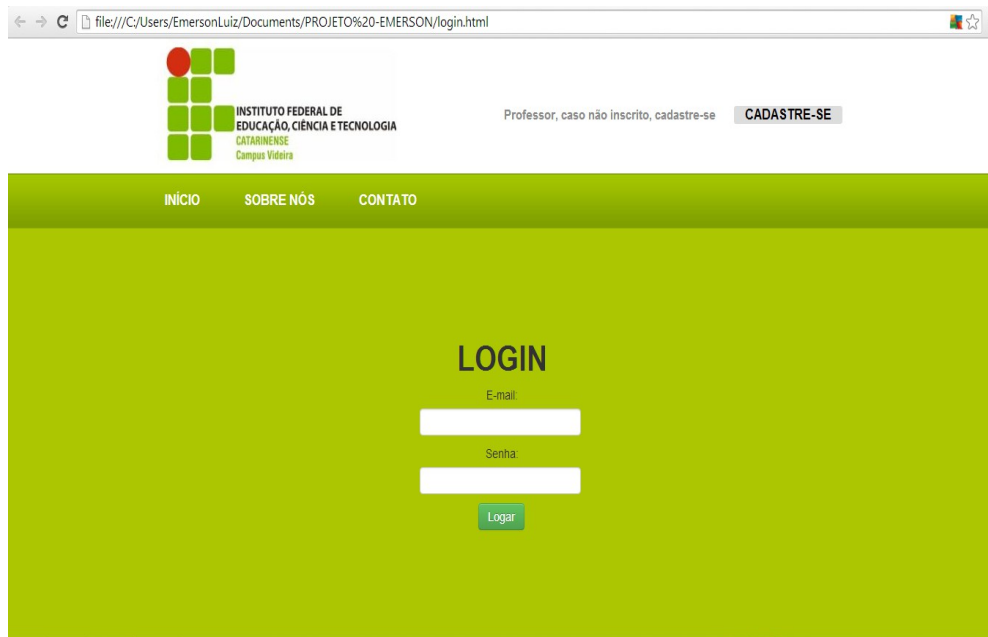 file:///C:/Users/EmersonLuiz/Documents/PROJETO%20-EMERSON/login.html
INSTITUTO FEDERAL DE
EDUCAÇÃO, CIÊNCIA E TECNOLOGIA
CATARINENSE
Campus Videira
Professor, caso não inscrito, cadastre-se CADASTRE-SE
INÍCIO SOBRE NÓS CONTATO
LOGIN
E-mail:
Senha:
Logar